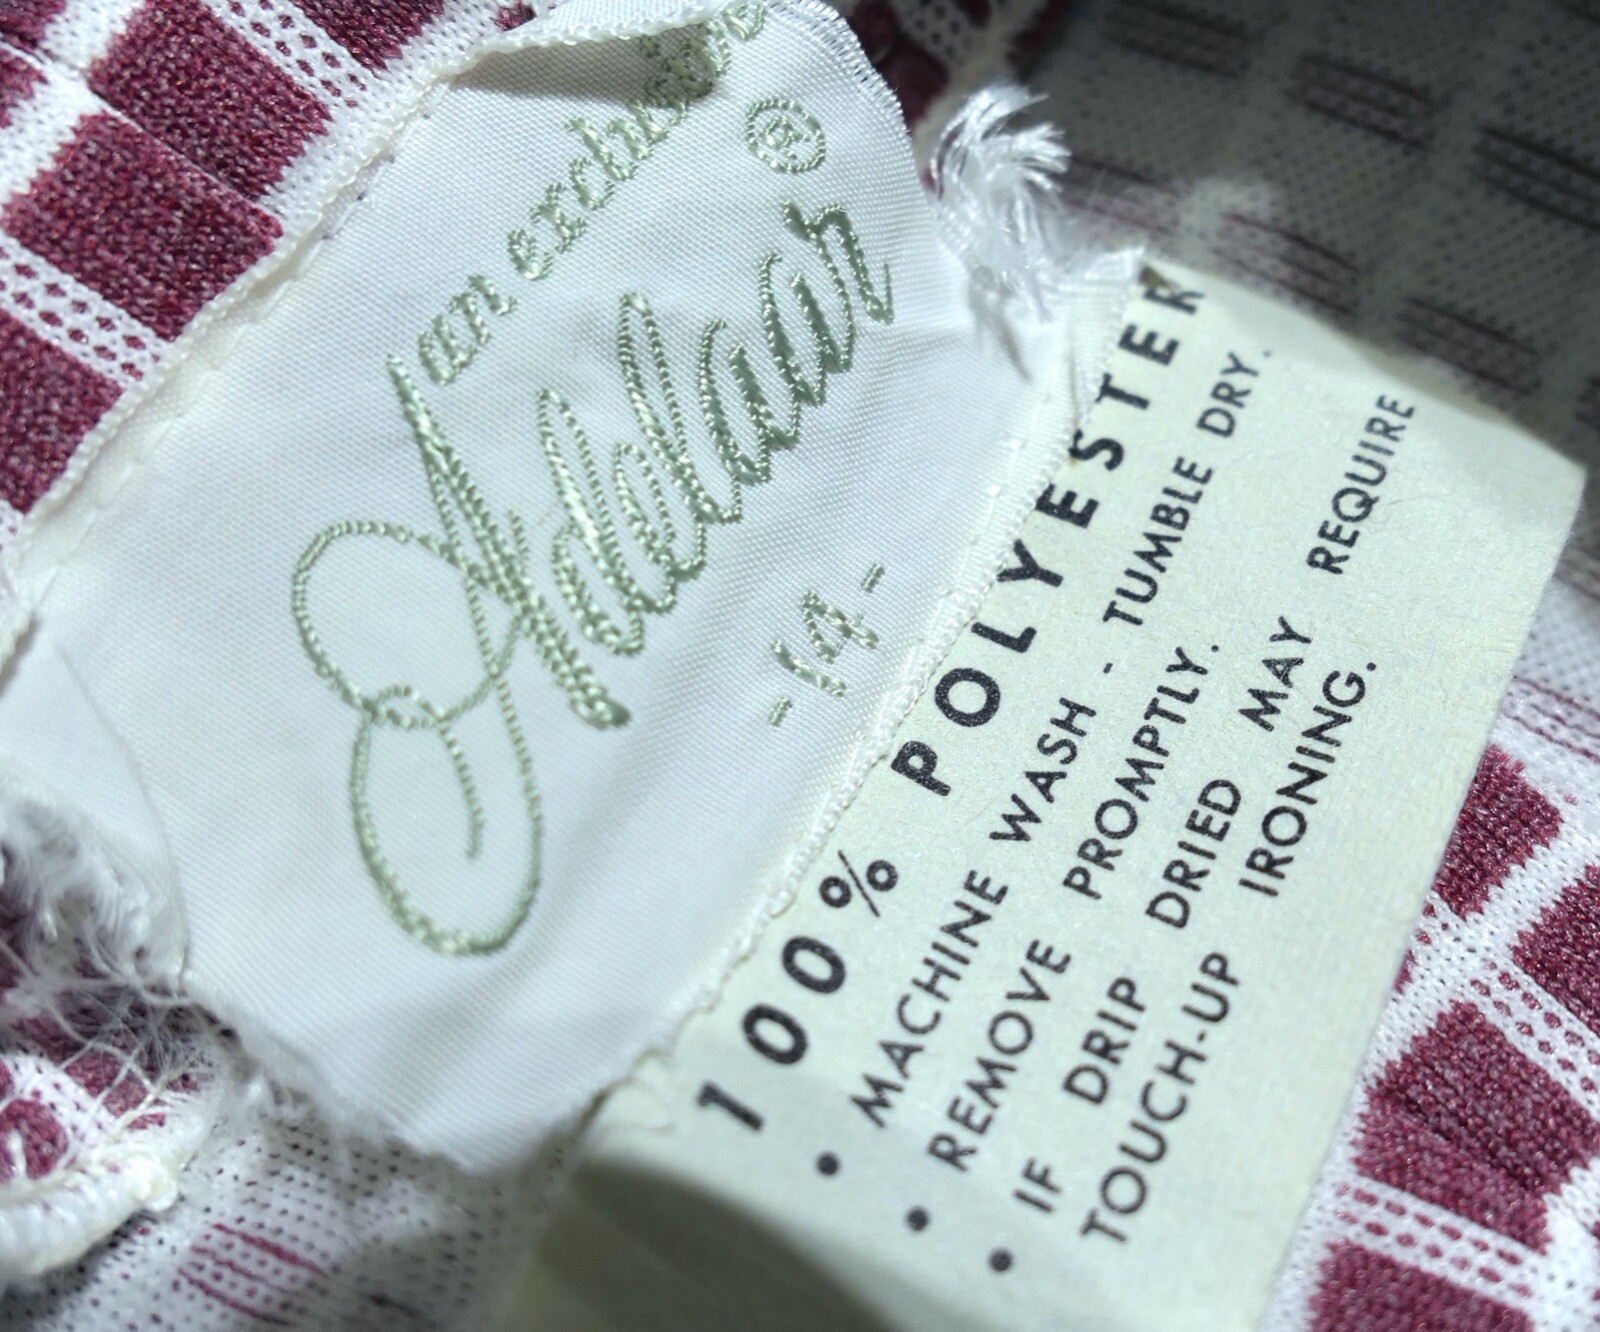 an exclusive
Adelaar ®
-14-
100% POLYESTER
• MACHINE WASH - TUMBLE DRY.
• REMOVE PROMPTLY.
• IF DRIP DRIED MAY REQUIRE
TOUCH-UP IRONING.